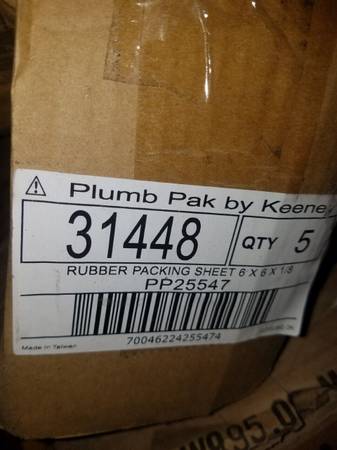 Plumb Pak by Keene
31448
QTY 5
RUBBER PACKING SHEET 6 X 6 X 1/8
PP25547
70046224255474
Made in Taiwan